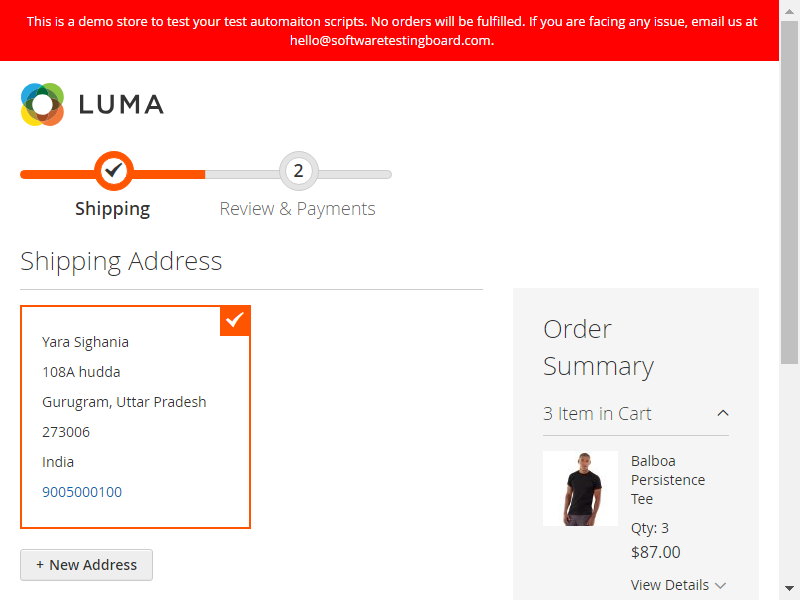 This is a demo store to test your test automaiton scripts. No orders will be fulfilled. If you are facing any issue, email us at
hello@softwaretestingboard.com.
LUMA
2
Shipping
Review & Payments
Shipping Address
Yara Sighania
108A hudda
Gurugram, Uttar Pradesh
273006
India
9005000100
+ New Address
Order
Summary
3 Item in Cart
Balboa
Persistence
Tee
Qty: 3
$87.00
View Details